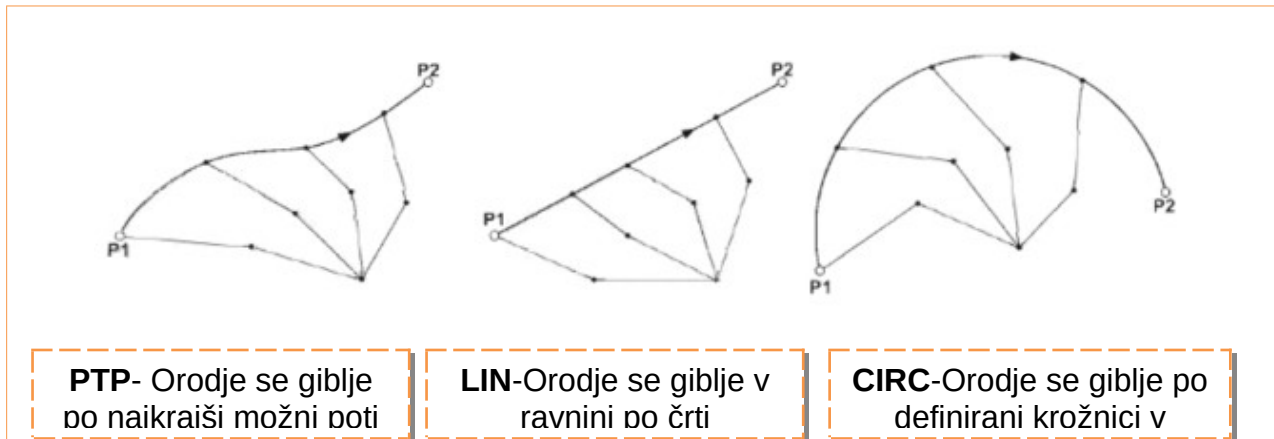 P2
P1
P2
P1
P2
P1
PTP- Orodje se giblje
po najkrajši možni poti
LIN-Orodje se giblje v
ravnini po črti
CIRC-Orodje se giblje po
definirani krožnici v